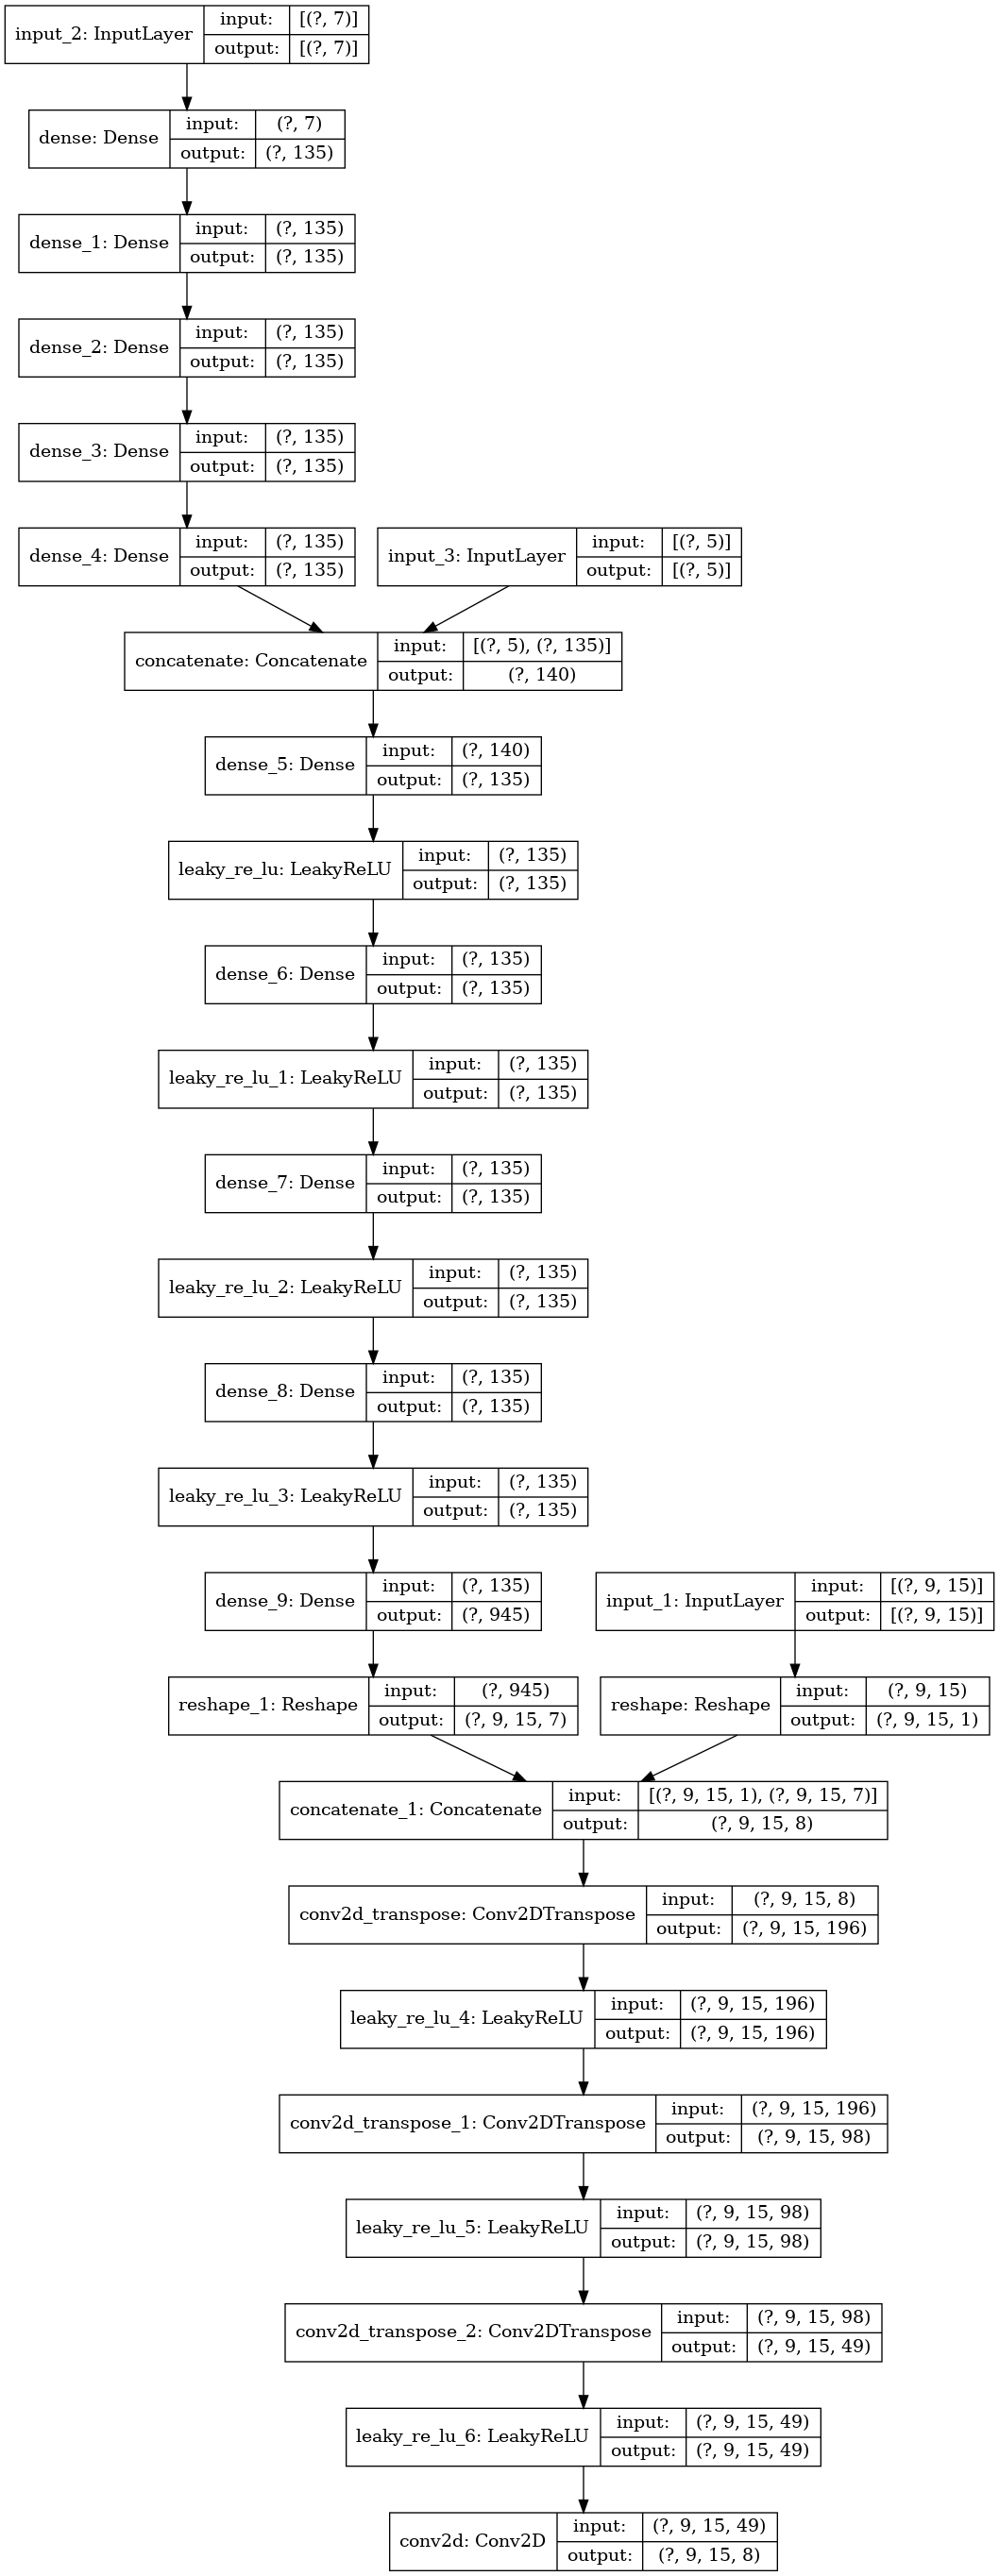 input_2: InputLayer input: [(?, 7)]
output: [(?, 7)]
dense: Dense input: (?, 7)
output: (?, 135)
dense_1: Dense input: (?, 135)
output: (?, 135)
dense_2: Dense input: (?, 135)
output: (?, 135)
dense_3: Dense input: (?, 135)
output: (?, 135)
dense_4: Dense input: (?, 135)
output: (?, 135)
input_3: InputLayer input: [(?, 5)]
output: [(?, 5)]
concatenate: Concatenate input: [(?, 5), (?, 135)]
output: (?, 140)
dense_5: Dense input: (?, 140)
output: (?, 135)
leaky_re_lu: LeakyReLU input: (?, 135)
output: (?, 135)
dense_6: Dense input: (?, 135)
output: (?, 135)
leaky_re_lu_1: LeakyReLU input: (?, 135)
output: (?, 135)
dense_7: Dense input: (?, 135)
output: (?, 135)
leaky_re_lu_2: LeakyReLU input: (?, 135)
output: (?, 135)
dense_8: Dense input: (?, 135)
output: (?, 135)
leaky_re_lu_3: LeakyReLU input: (?, 135)
output: (?, 135)
dense_9: Dense input: (?, 135)
output: (?, 945)
input_1: InputLayer input: [(?, 9, 15)]
output: [(?, 9, 15)]
reshape_1: Reshape input: (?, 945)
output: (?, 9, 15, 7)
reshape: Reshape input: (?, 9, 15)
output: (?, 9, 15, 1)
concatenate_1: Concatenate input: [(?, 9, 15, 1), (?, 9, 15, 7)]
output: (?, 9, 15, 8)
conv2d_transpose: Conv2DTranspose input: (?, 9, 15, 8)
output: (?, 9, 15, 196)
leaky_re_lu_4: LeakyReLU input: (?, 9, 15, 196)
output: (?, 9, 15, 196)
conv2d_transpose_1: Conv2DTranspose input: (?, 9, 15, 196)
output: (?, 9, 15, 98)
leaky_re_lu_5: LeakyReLU input: (?, 9, 15, 98)
output: (?, 9, 15, 98)
conv2d_transpose_2: Conv2DTranspose input: (?, 9, 15, 98)
output: (?, 9, 15, 49)
leaky_re_lu_6: LeakyReLU input: (?, 9, 15, 49)
output: (?, 9, 15, 49)
conv2d: Conv2D input: (?, 9, 15, 49)
output: (?, 9, 15, 8)